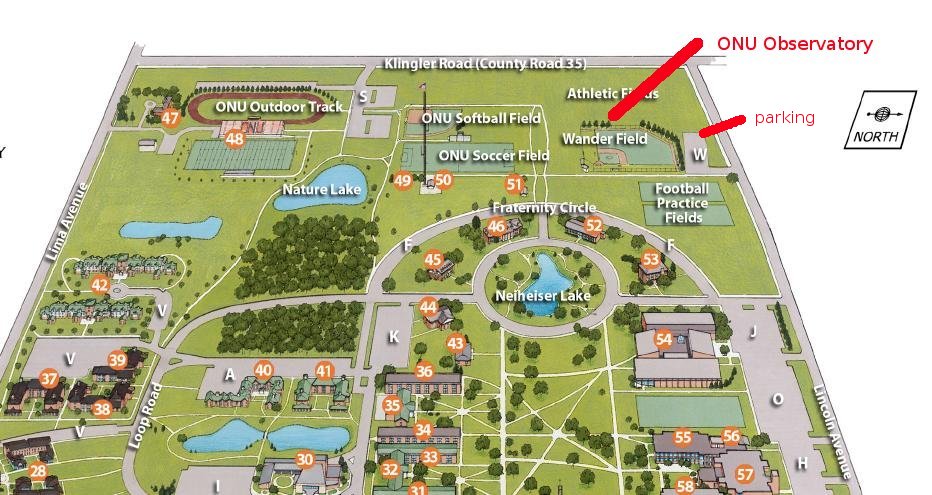 ONU Observatory
Klingler Road (County Road 35)
Athletic Fields
S
ONU Outdoor Track
47
ONU Softball Field
parking
NORTH
48
Wander Field
W
Y
ONU Soccer Field
49
50
51
Nature Lake
Football
Practice
Fields
Lima Avenue
Fraternity Circle
46
52
F
F
45
53
42
Neiheiser Lake
V
44
K
43
54
J
V
39
37
A
40
41
36
38
35
O
Loop Road
Lincoln Avenue
V
34
55
56
28
30
32
33
H
57
I
31
58